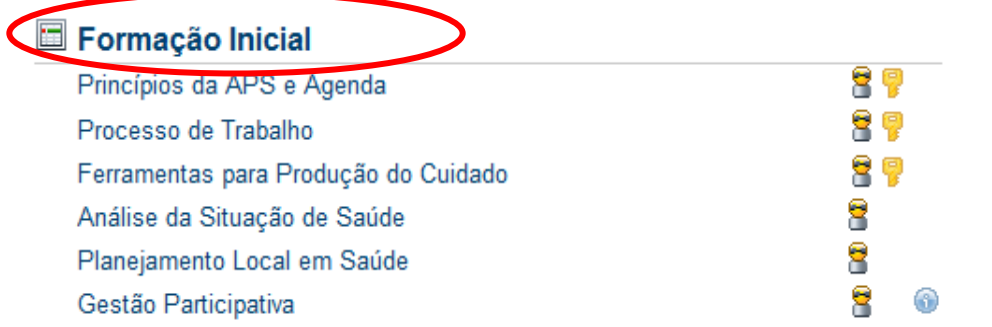 Formação Inicial
Princípios da APS e Agenda
Processo de Trabalho
Ferramentas para Produção do Cuidado
Análise da Situação de Saúde
Planejamento Local em Saúde
Gestão Participativa